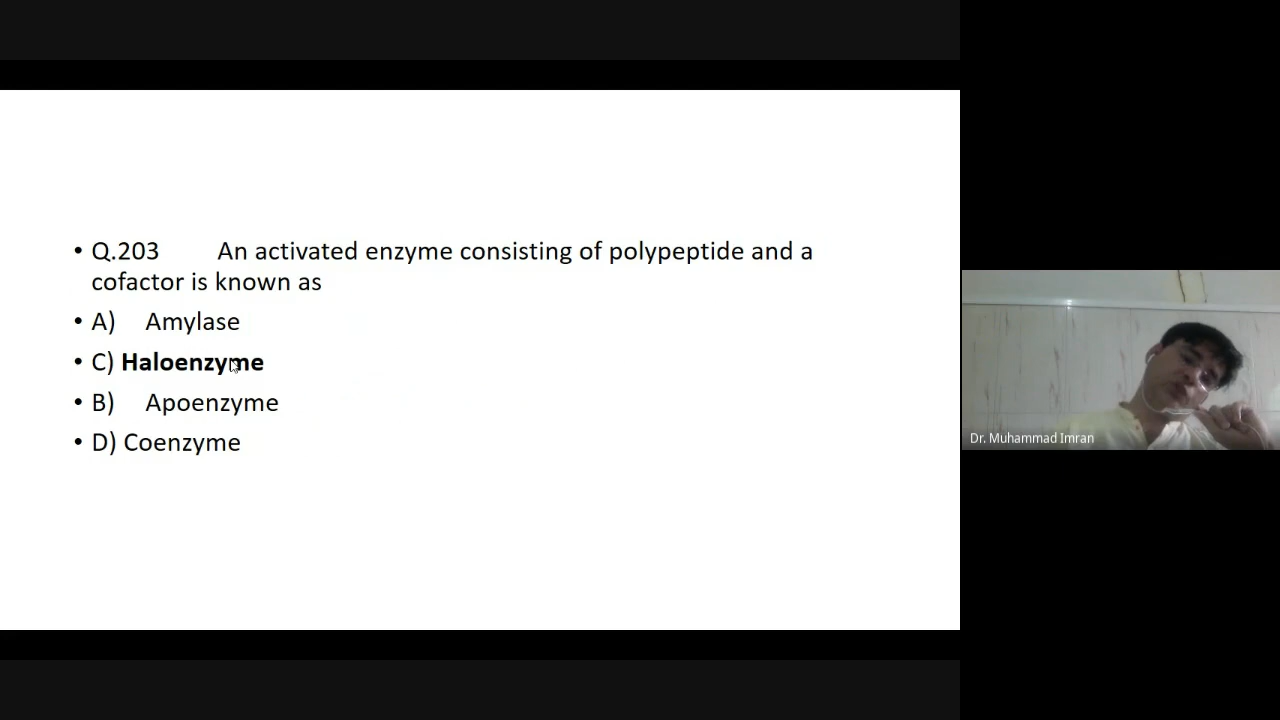 • Q.203 An activated enzyme consisting of polypeptide and a
cofactor is known as
• A) Amylase
• C) Haloenzyme
• B) Apoenzyme
• D) Coenzyme
Dr. Muhammad Imran